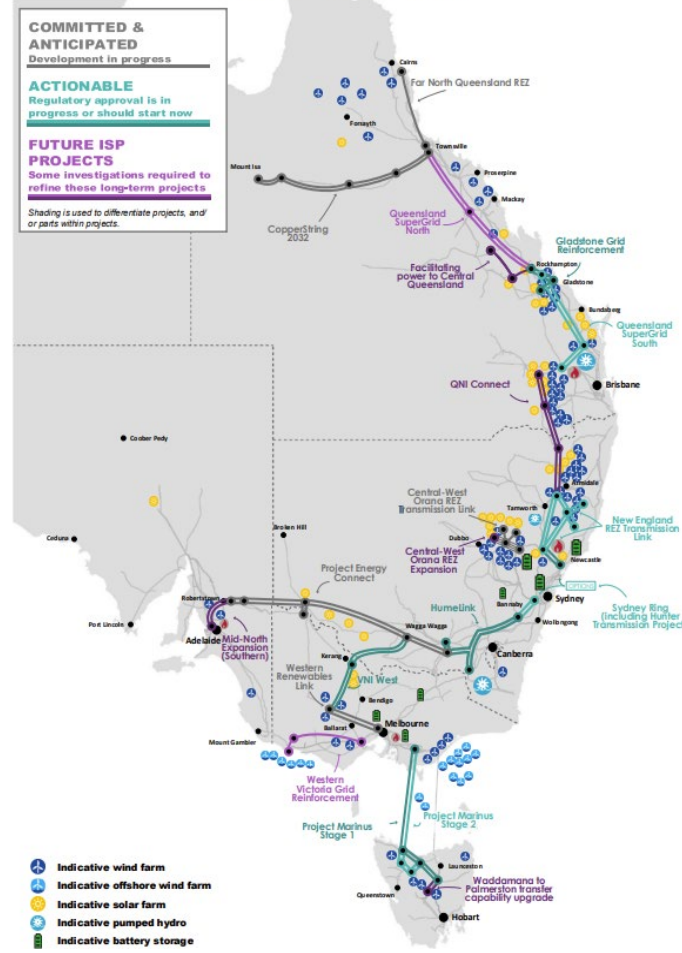 COMMITTED &
ANTICIPATED
Development in progress
ACTIONABLE
Regulatory approval is in
progress or should start now
FUTURE ISP
PROJECTS
Some investigations required to
refine these long-term projects
Shading is used to differentiate projects, and/
or parts within projects.
Cairns
Far North Queensland REZ
Forsyth
Townsville
Mount Isa
Proserpine
Mackay
CopperString
2032
Queensland
SuperGrid
North
Gladstone Grid
Reinforcement
Facilitating
power to Central
Queensland
Rockhampton
Gladstone
Bundaberg
Queensland
SuperGrid
South
QNI Connect
Brisbane
Coober Pedy
Armidale
Central-West
Orana REZ
Transmission Link
Tamworth
New England
REZ Transmission
Link
Ceduna
Broken Hill
Dubbo
Central-West
Orana REZ
Expansion
Newcastle
Project Energy
Connect
OPTIONS
Robertstown
HumeLink
Bannaby
Sydney
Sydney Ring
(Including Hunter
Transmission Project)
Port Lincoln
Adelaide
Mid-North
Expansion
(Southern)
Wagga Wagga
Wollongong
Canberra
Kerang
Western
Renewables
Link
VNI West
Bendigo
Ballarat
Melbourne
Mount Gambier
Western
Victoria Grid
Reinforcement
Project Marinus
Stage 1
Project Marinus
Stage 2
Launceston
Queenstown
Waddamana to
Palmerston transfer
capability upgrade
Hobart
Indicative wind farm
Indicative offshore wind farm
Indicative solar farm
Indicative pumped hydro
Indicative battery storage